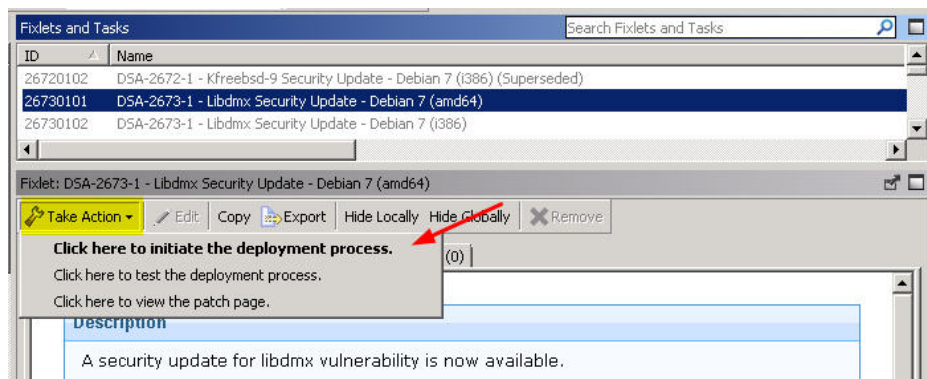 Fixlets and Tasks Search Fixlets and Tasks
ID Name
26720102 DSA-2672-1 - Kfreebsd-9 Security Update - Debian 7 (i386) (Superseded)
26730101 DSA-2673-1 - Libdmx Security Update - Debian 7 (amd64)
26730102 DSA-2673-1 - Libdmx Security Update - Debian 7 (i386)
Fixlet: DSA-2673-1 - Libdmx Security Update - Debian 7 (amd64)
Take Action Edit Copy Export Hide Locally Hide Globally Remove
Click here to initiate the deployment process.
(0)
Click here to test the deployment process.
Click here to view the patch page.
Description
A security update for libdmx vulnerability is now available.